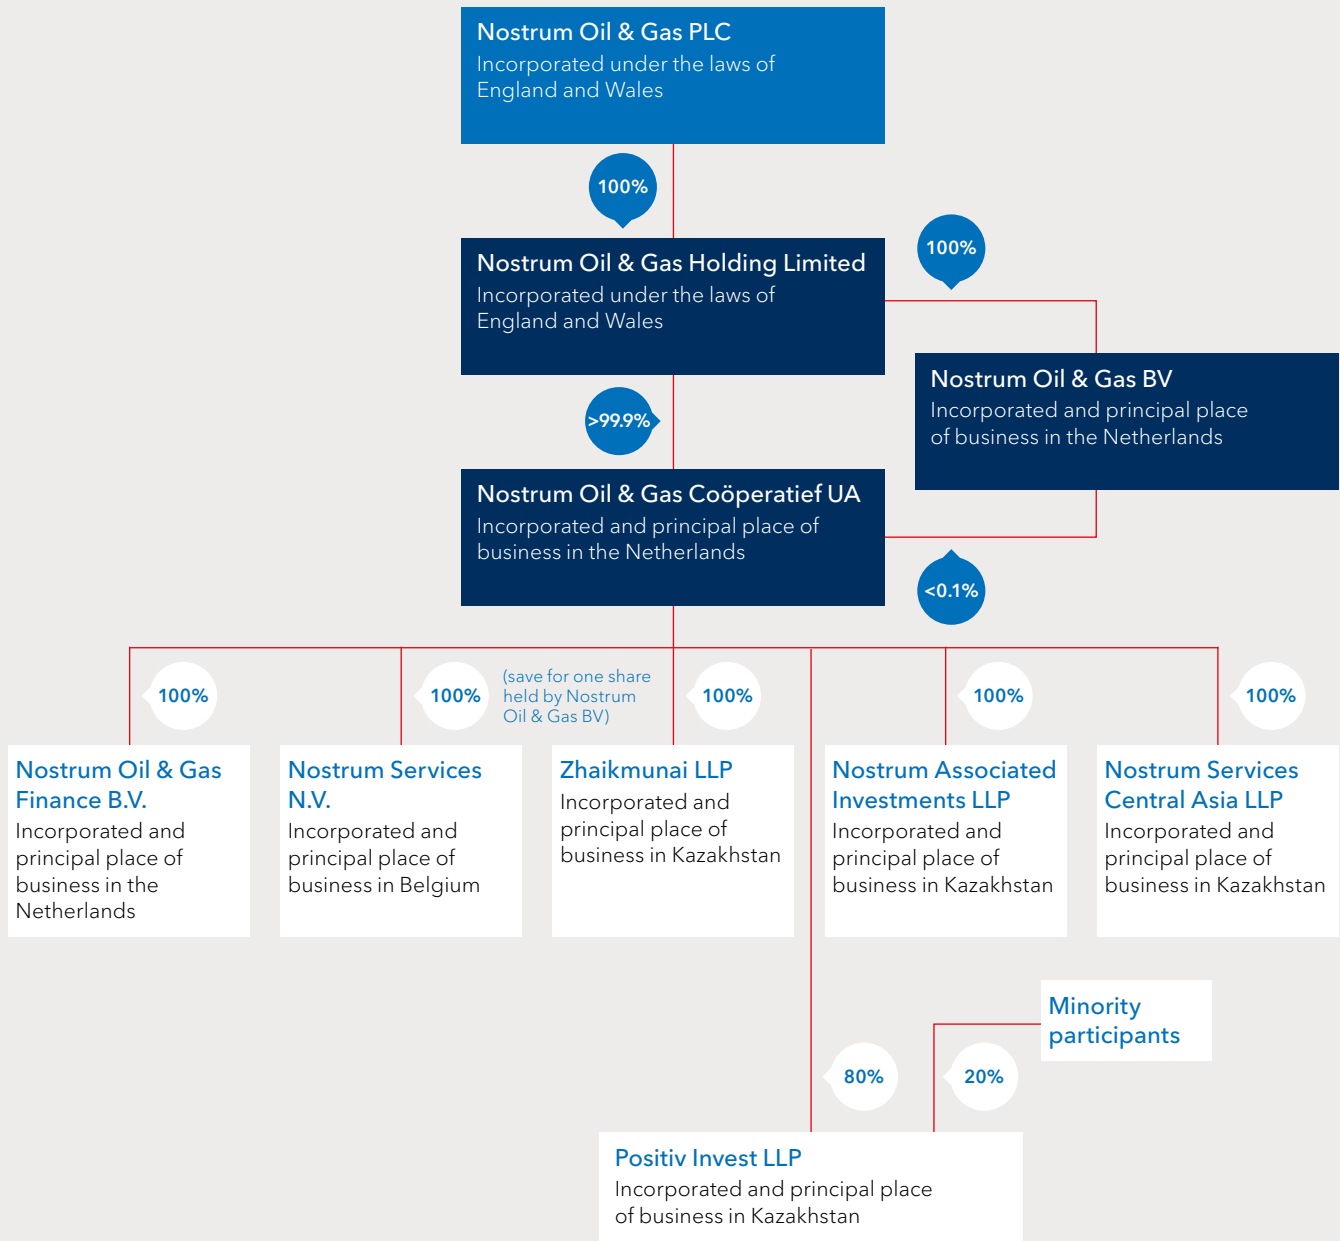 Nostrum Oil & Gas PLC
Incorporated under the laws of
England and Wales
100%
Nostrum Oil & Gas Holding Limited
Incorporated under the laws of
England and Wales
100%
Nostrum Oil & Gas BV
Incorporated and principal place
of business in the Netherlands
>99.9%
Nostrum Oil & Gas Coöperatief UA
Incorporated and principal place of
business in the Netherlands
<0.1%
100%
100%
(save for one share
held by Nostrum
Oil & Gas BV)
100%
100%
100%
Nostrum Oil & Gas
Finance B.V.
Incorporated and
principal place of
business in the
Netherlands
Nostrum Services
N.V.
Incorporated and
principal place of
business in Belgium
Zhaikmunai LLP
Incorporated and
principal place of
business in Kazakhstan
Nostrum Associated
Investments LLP
Incorporated and
principal place of
business in Kazakhstan
Nostrum Services
Central Asia LLP
Incorporated and
principal place of
business in Kazakhstan
Minority
participants
80%
20%
Positiv Invest LLP
Incorporated and principal place
of business in Kazakhstan